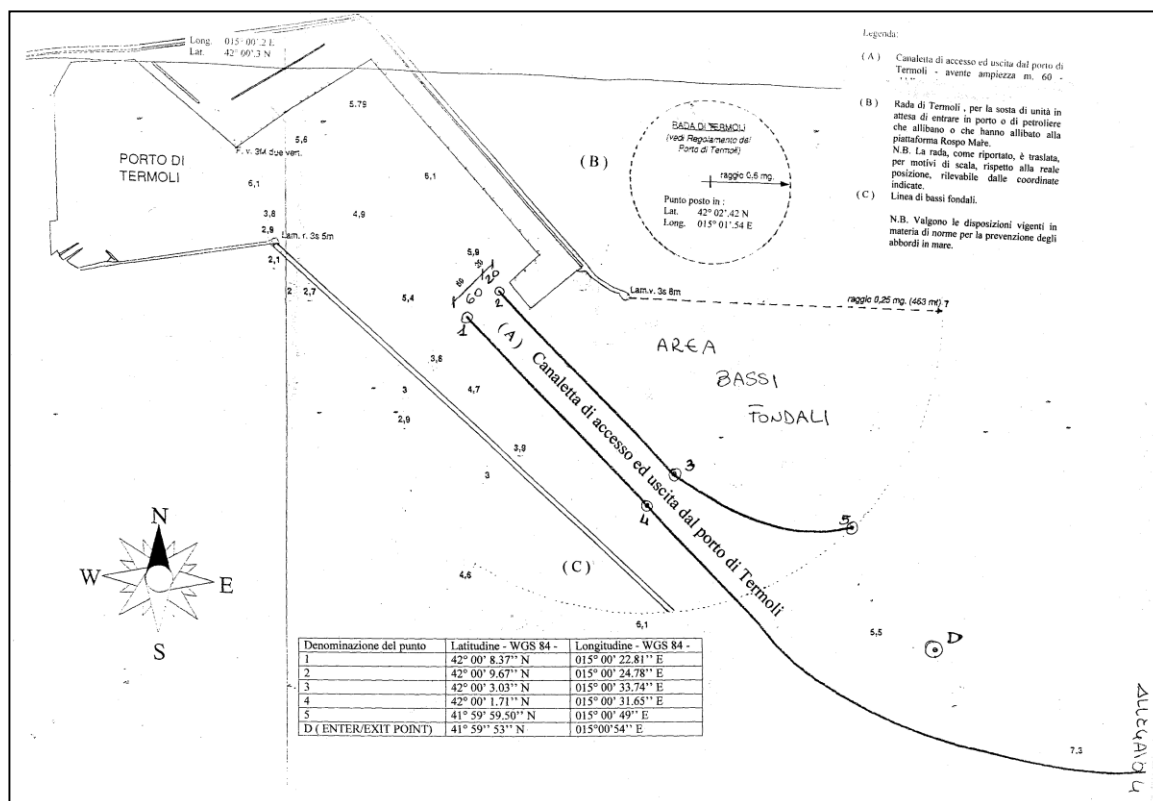 Long. 015° 00'.2 E
Lat. 42° 00'.3 N
Legenda:
( A ) Canaletta di accesso ed uscita dal porto di
Termoli - avente ampiezza m. 60 -
( B ) Rada di Termoli , per la sosta di unità in
attesa di entrare in porto o di petroliere
che allibano o che hanno allibato alla
piattaforma Rospo Mare.
N.B. La rada, come riportato, è traslata,
per motivi di scala, rispetto alla reale
posizione, rilevabile dalle coordinate
indicate.
( C ) Linea di bassi fondali.
N.B. Valgono le disposizioni vigenti in
materia di norme per la prevenzione degli
abbordi in mare.
5.79
5,6
F. v. 3M due vert.
PORTO DI
TERMOLI
6,1
6,1
3,8
4,9
2,9
Lam. r. 3s 5m
2,1
2
2,7
( B )
RADA DI TERMOLI
(vedi Regolamento del
Porto di Termoli)
raggio 0,6 mg.
Punto posto in :
Lat. 42° 02'.42 N
Long. 015° 01'.54 E
5,9
20
60
5,4
1
2
Lam.v. 3s 8m
raggio 0,25 mg. (463 mt) ?
( A ) Canaletta di accesso ed uscita dal porto di Termoli
AREA
BASSI
FONDALI
3,8
4,7
3
2,9
3,9
3
3
4
5
( C )
4,6
6,1
5,5
D
7,3
N
W
E
S
Denominazione del punto Latitudine - WGS 84 - Longitudine - WGS 84 -
1 42° 00' 8.37'' N 015° 00' 22.81'' E
2 42° 00' 9.67'' N 015° 00' 24.78'' E
3 42° 00' 3.03'' N 015° 00' 33.74'' E
4 42° 00' 1.71'' N 015° 00' 31.65'' E
5 41° 59' 59.50'' N 015° 00' 49'' E
D ( ENTER/EXIT POINT) 41° 59'' 53'' N 015°00'54'' E
ALLEGATO 4